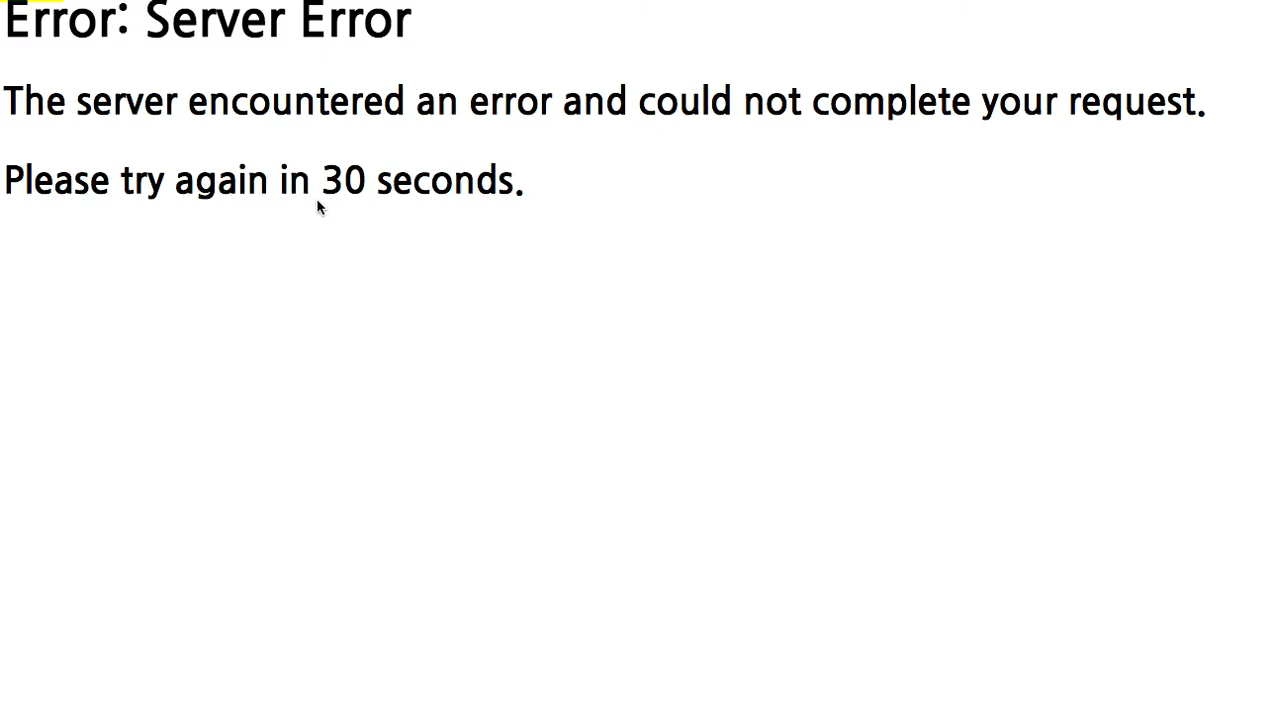 Error: Server Error
The server encountered an error and could not complete your request.
Please try again in 30 seconds.